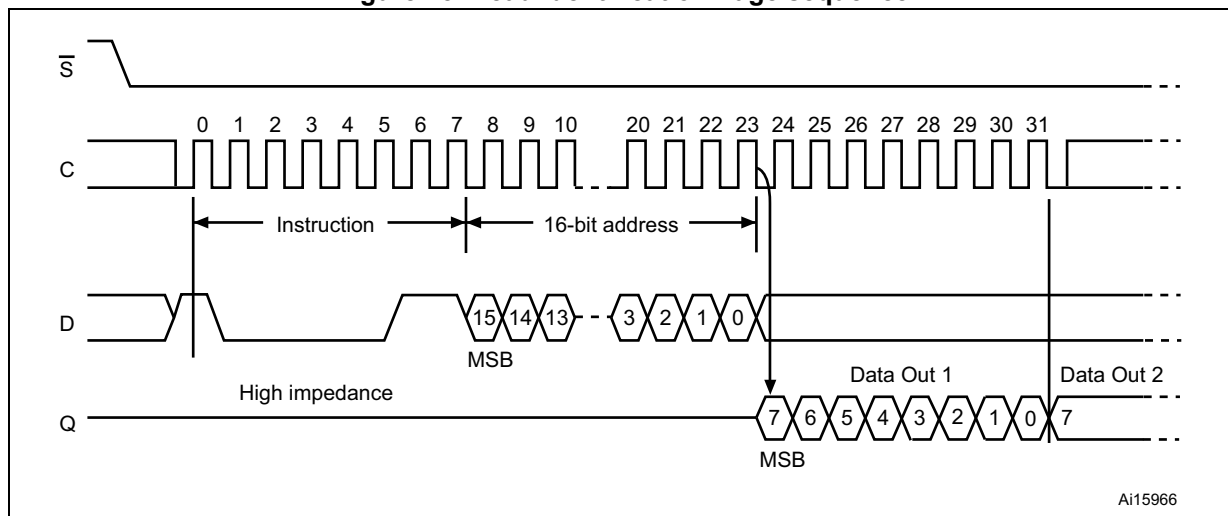 S
0 1 2 3 4 5 6 7 8 9 10 20 21 22 23 24 25 26 27 28 29 30 31
C
Instruction 16-bit address
D 15 14 13 3 2 1 0
MSB
Data Out 1 Data Out 2
High impedance
Q 7 6 5 4 3 2 1 0 7
MSB
Ai15966